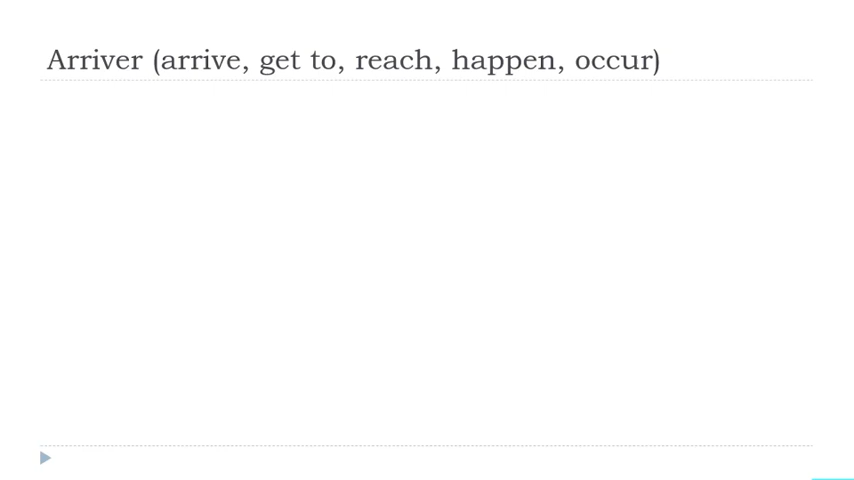 Arriver (arrive, get to, reach, happen, occur)